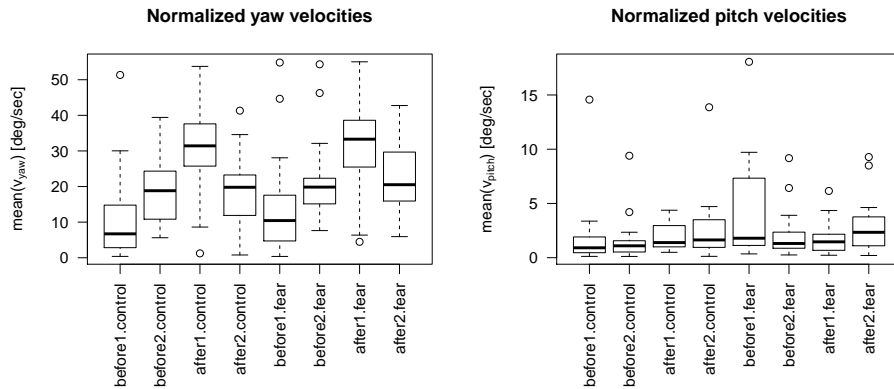 Normalized yaw velocities
mean(v_yaw) [deg/sec]
50
40
30
20
10
0
before1.control
before2.control
after1.control
after2.control
before1.fear
before2.fear
after1.fear
after2.fear
Normalized pitch velocities
mean(v_pitch) [deg/sec]
15
10
5
0
before1.control
before2.control
after1.control
after2.control
before1.fear
before2.fear
after1.fear
after2.fear